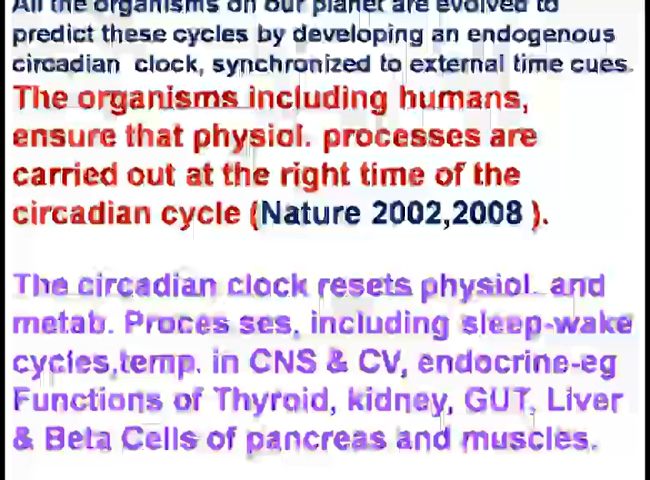 All the organisms on our planet are evolved to
predict these cycles by developing an endogenous
circadian clock, synchronized to external time cues.
The organisms including humans,
ensure that physiol. processes are
carried out at the right time of the
circadian cycle (Nature 2002,2008 ).
The circadian clock resets physiol. and
metab. Proces ses, including sleep-wake
cycles,temp. in CNS & CV, endocrine-eg
Functions of Thyroid, kidney, GUT, Liver
& Beta Cells of pancreas and muscles.